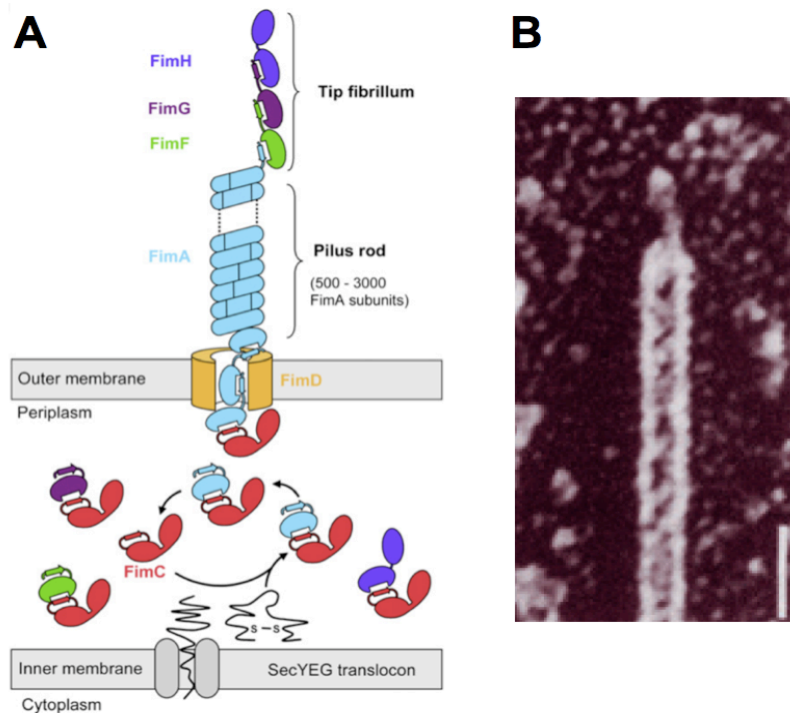 A
B
FimH
FimG
FimF
Tip fibrillum
FimA
Pilus rod
(500 - 3000
FimA subunits)
Outer membrane
FimD
Periplasm
FimC
S–S
Inner membrane
SecYEG translocon
Cytoplasm